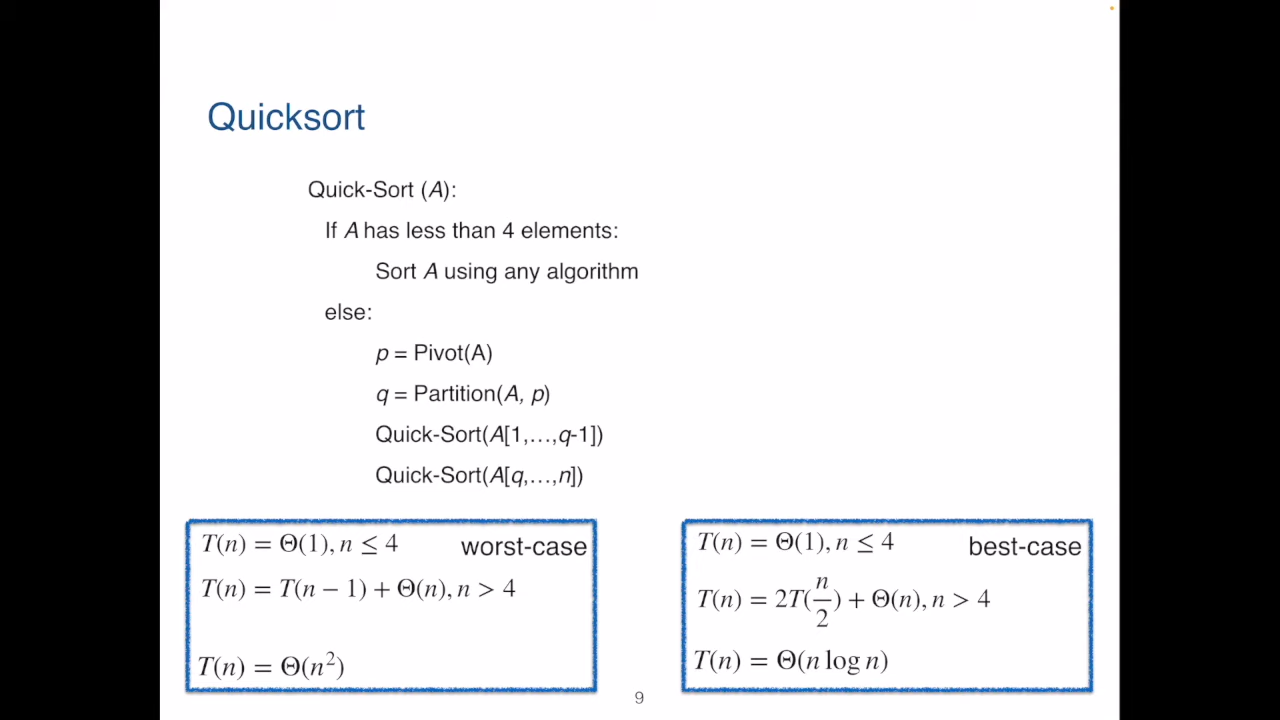 Quicksort
Quick-Sort (A):
If A has less than 4 elements:
Sort A using any algorithm
else:
p = Pivot(A)
q = Partition(A, p)
Quick-Sort(A[1,…,q-1])
Quick-Sort(A[q,…,n])
T(n) = Θ(1), n ≤ 4 worst-case
T(n) = T(n − 1) + Θ(n), n > 4
T(n) = Θ(n²)
T(n) = Θ(1), n ≤ 4 best-case
T(n) = 2T(n/2) + Θ(n), n > 4
T(n) = Θ(n log n)
9